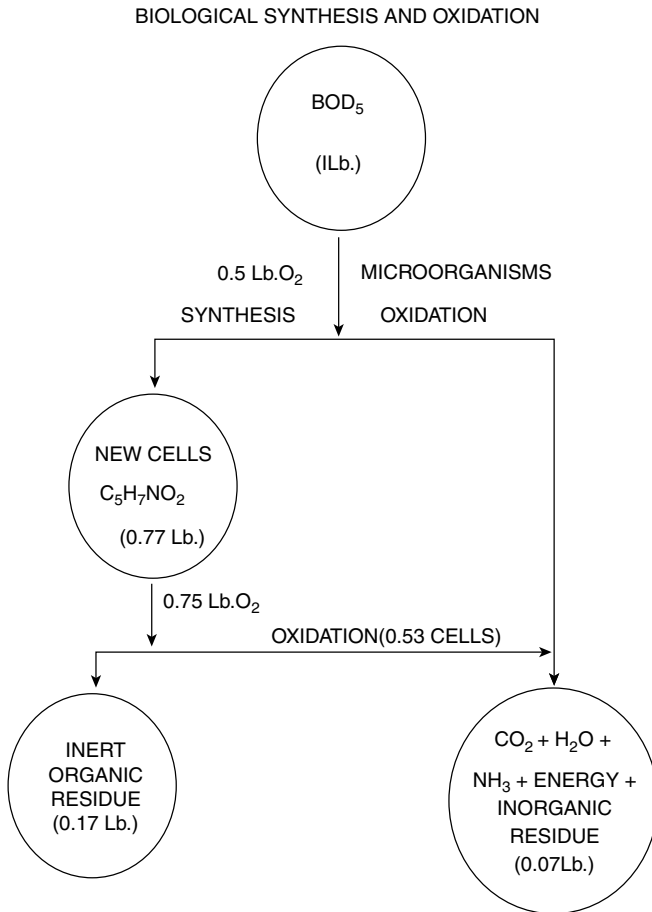 BIOLOGICAL SYNTHESIS AND OXIDATION
BOD₅
(ILb.)
0.5 Lb.O₂
MICROORGANISMS
SYNTHESIS
OXIDATION
NEW CELLS
C₅H₇NO₂
(0.77 Lb.)
0.75 Lb.O₂
OXIDATION(0.53 CELLS)
INERT
ORGANIC
RESIDUE
(0.17 Lb.)
CO₂ + H₂O +
NH₃ + ENERGY +
INORGANIC
RESIDUE
(0.07Lb.)